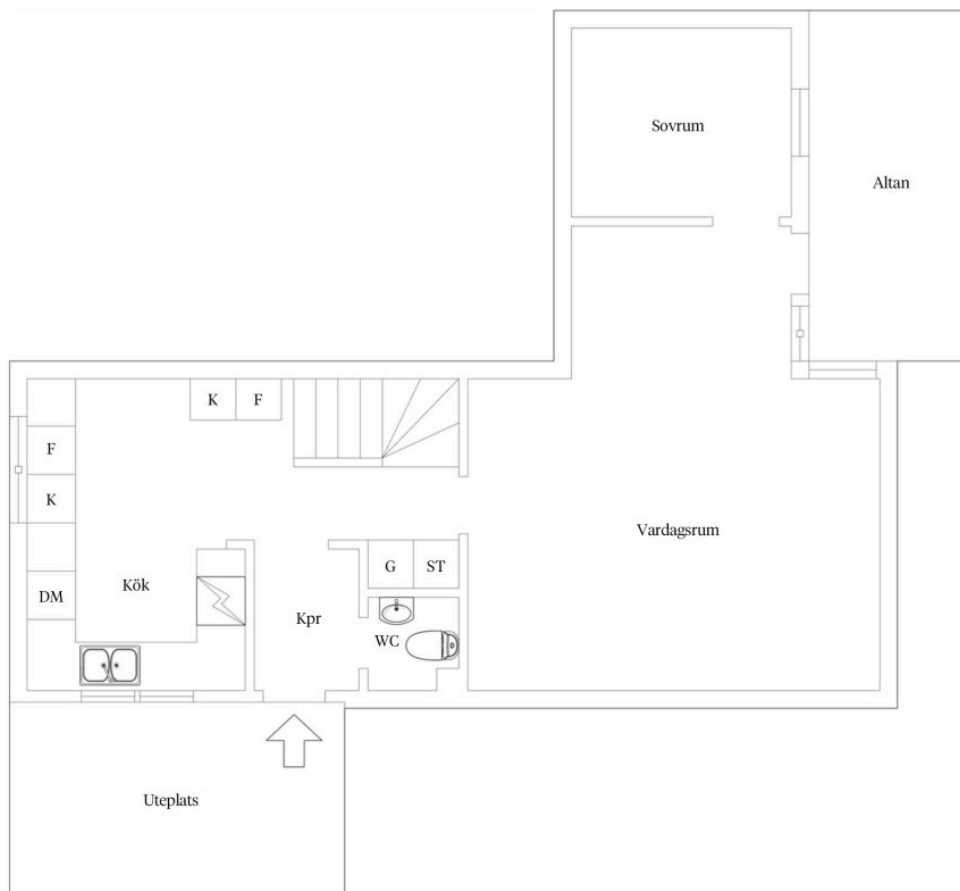 Sovrum
Altan
K
F
F
K
Vardagsrum
G
ST
Kök
DM
Kpr
WC
Uteplats